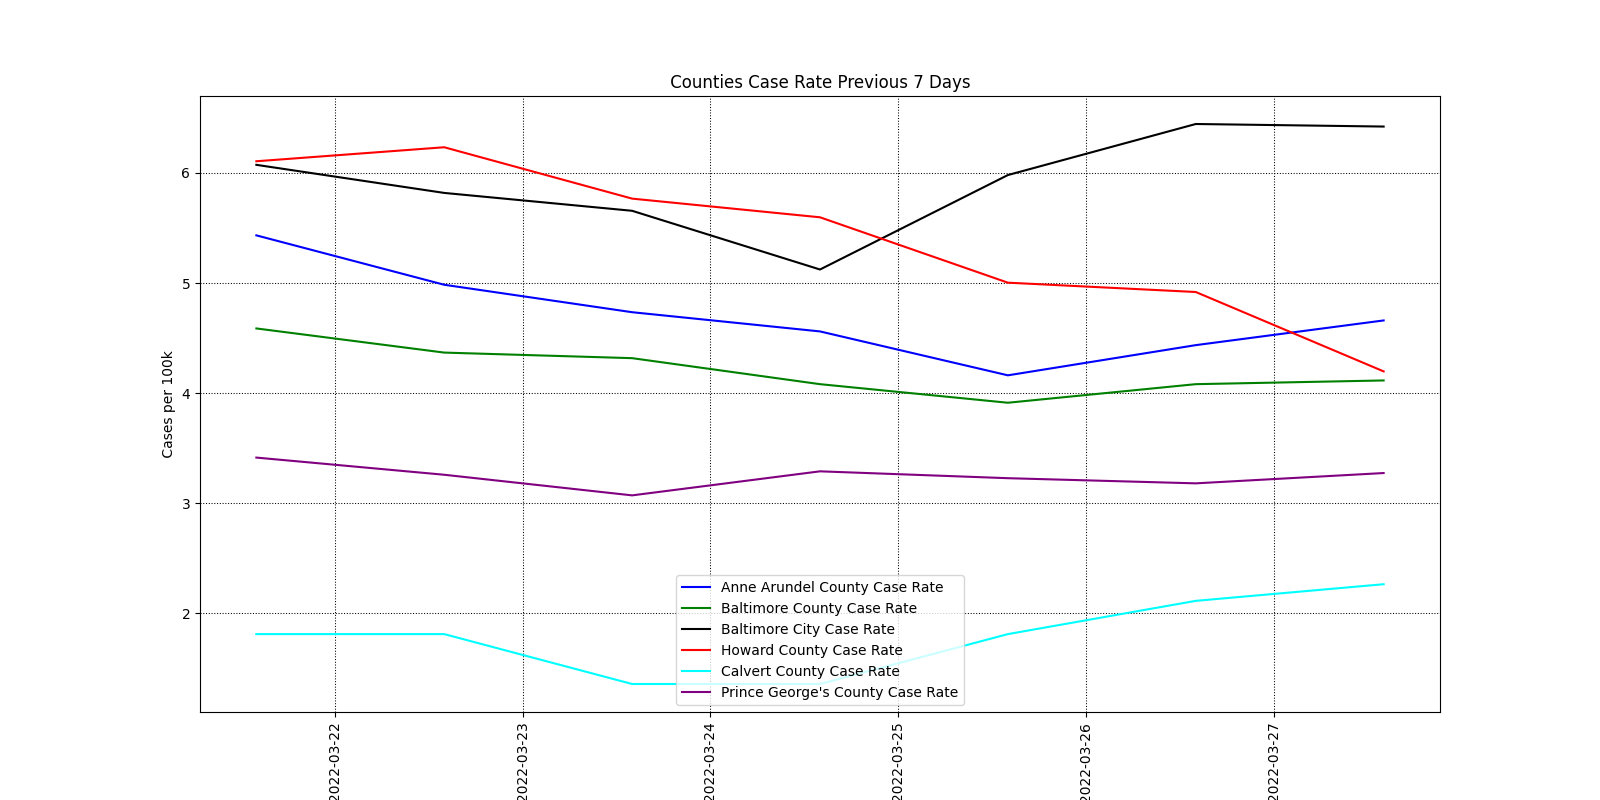 Counties Case Rate Previous 7 Days
Cases per 100k
6
5
4
3
2
Anne Arundel County Case Rate
Baltimore County Case Rate
Baltimore City Case Rate
Howard County Case Rate
Calvert County Case Rate
Prince George's County Case Rate
2022-03-22
2022-03-23
2022-03-24
2022-03-25
2022-03-26
2022-03-27